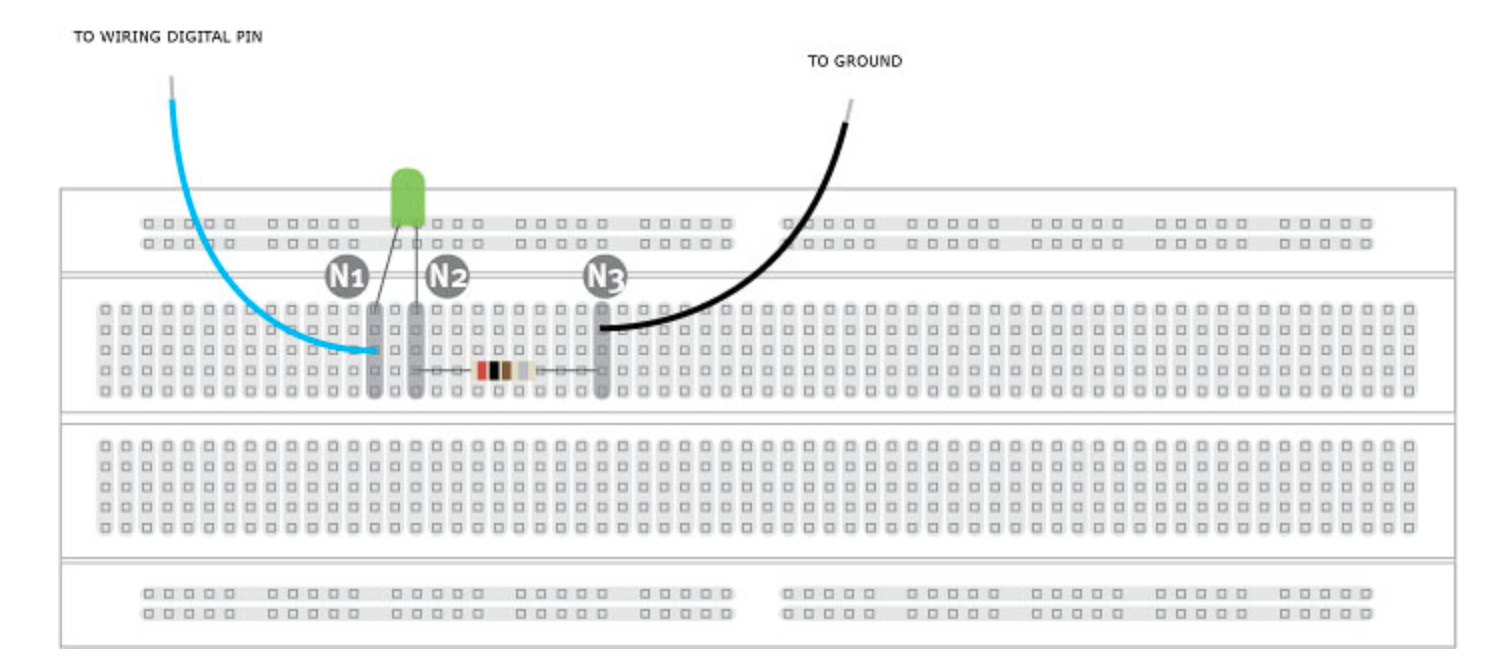 TO WIRING DIGITAL PIN
TO GROUND
N1 N2 N3